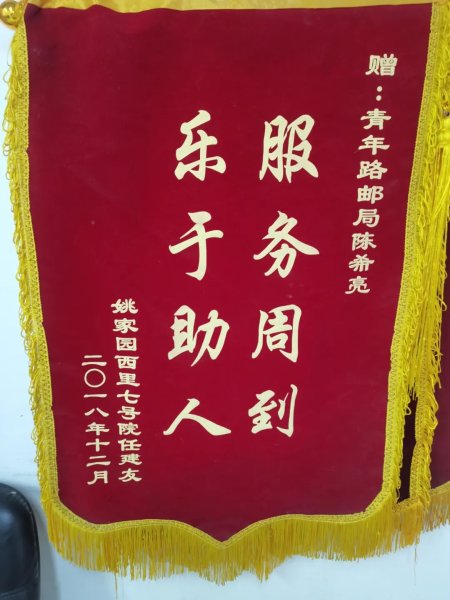 赠：青年路邮局陈希亮
服务周到
乐于助人
姚家园西里七号院任建友
二〇一八年十二月